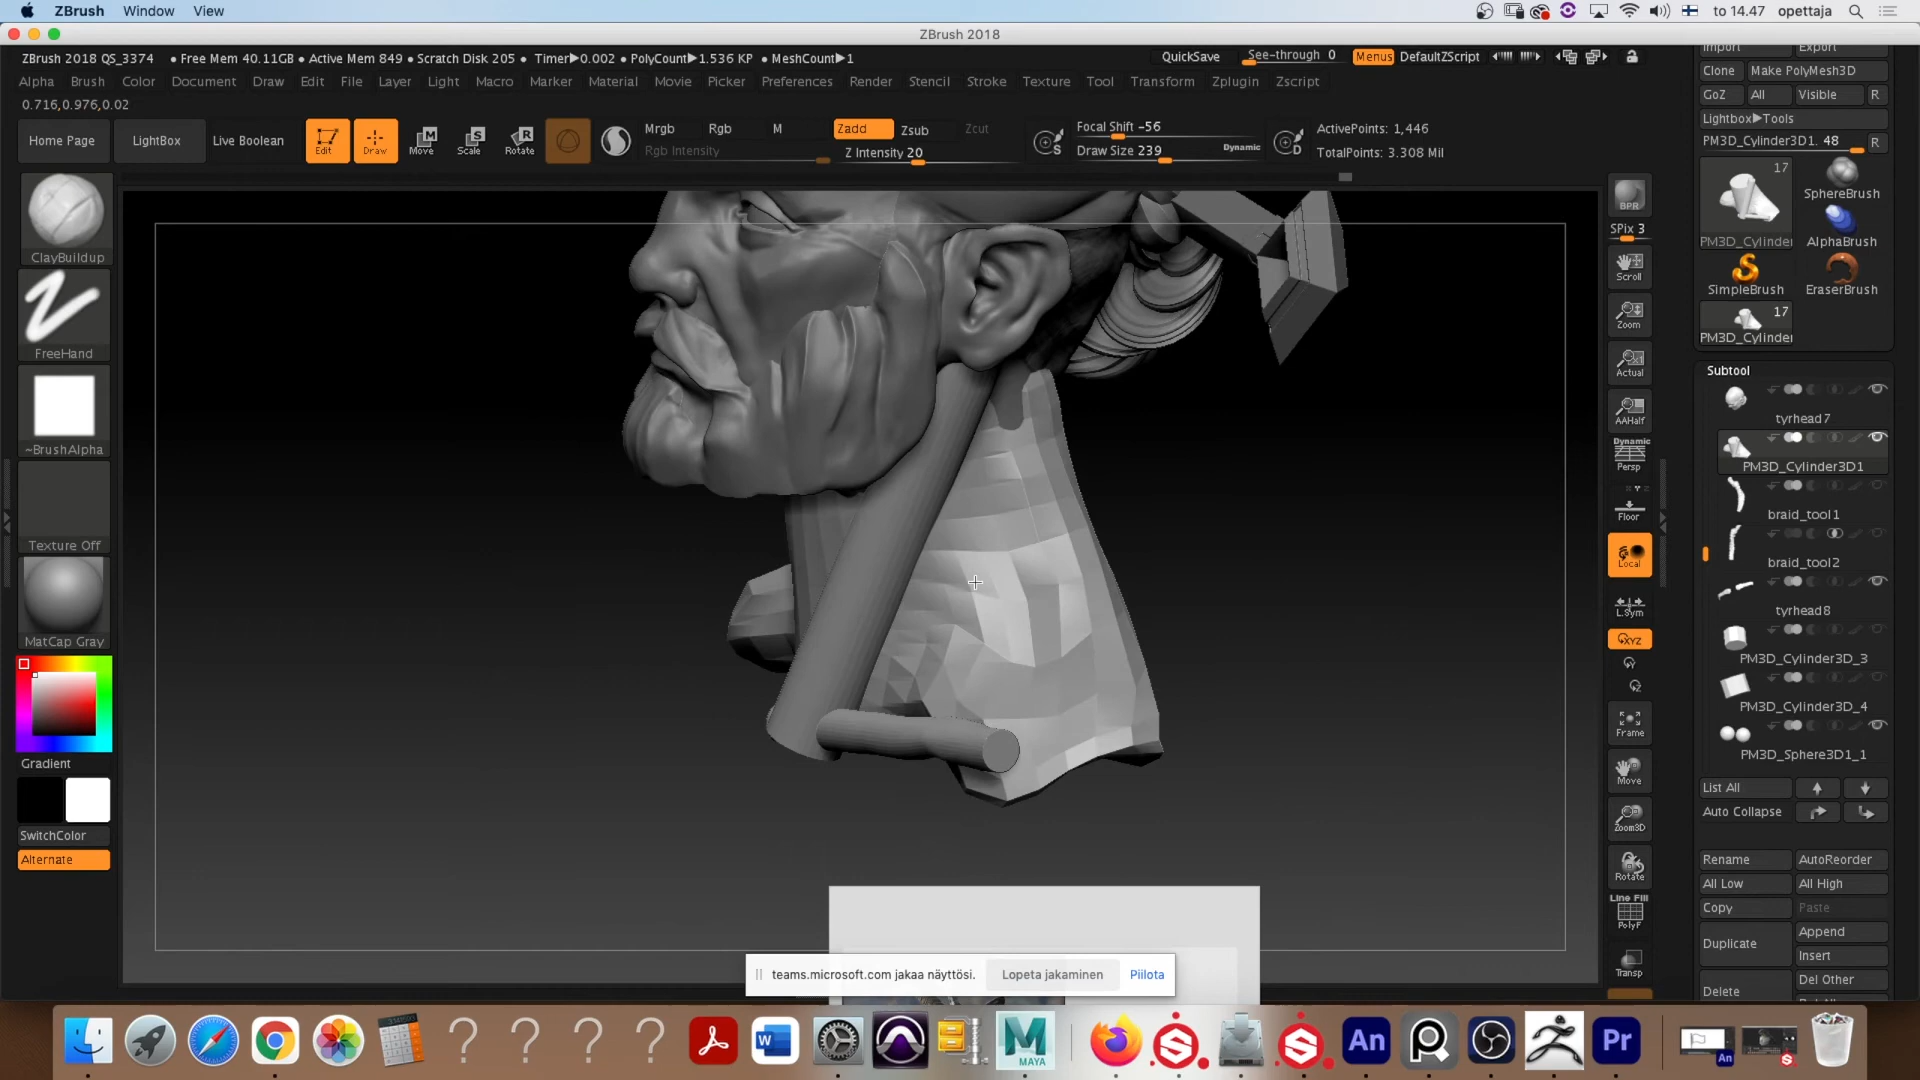 ZBrush Window View
to 14.47 opettaja
ZBrush 2018
ZBrush 2018 QS_3374 • Free Mem 40.11GB • Active Mem 849 • Scratch Disk 205 • Timer▶0.002 • PolyCount▶1.536 KP • MeshCount▶1
QuickSave See-through 0 Menus DefaultZScript
Alpha Brush Color Document Draw Edit File Layer Light Macro Marker Material Movie Picker Preferences Render Stencil Stroke Texture Tool Transform Zplugin Zscript
0.716,0.976,0.02
Home Page LightBox Live Boolean Edit Draw Move Scale Rotate
Mrgb Rgb M Zadd Zsub Zcut
Rgb Intensity Z Intensity 20
Focal Shift -56
Draw Size 239 Dynamic
ActivePoints: 1,446
TotalPoints: 3.308 Mil
ClayBuildup
FreeHand
~BrushAlpha
Texture Off
MatCap Gray
Gradient
SwitchColor
Alternate
BPR
SPix 3
Scroll
Zoom
Actual
AAHalf
Dynamic
Persp
Floor
Local
L.Sym
XYZ
Frame
Move
Zoom3D
Rotate
Line Fill
PolyF
Transp
Import Export
Clone Make PolyMesh3D
GoZ All Visible R
Lightbox▶Tools
PM3D_Cylinder3D1. 48 R
17
PM3D_Cylinder
SphereBrush
AlphaBrush
SimpleBrush EraserBrush
17
PM3D_Cylinder
Subtool
tyrhead7
PM3D_Cylinder3D1
braid_tool1
braid_tool2
tyrhead8
PM3D_Cylinder3D_3
PM3D_Cylinder3D_4
PM3D_Sphere3D1_1
List All
Auto Collapse
Rename AutoReorder
All Low All High
Copy Paste
Duplicate Append
Insert
Delete Del Other
teams.microsoft.com jakaa näyttösi. Lopeta jakaminen Piilota
W MAYA An Pr An